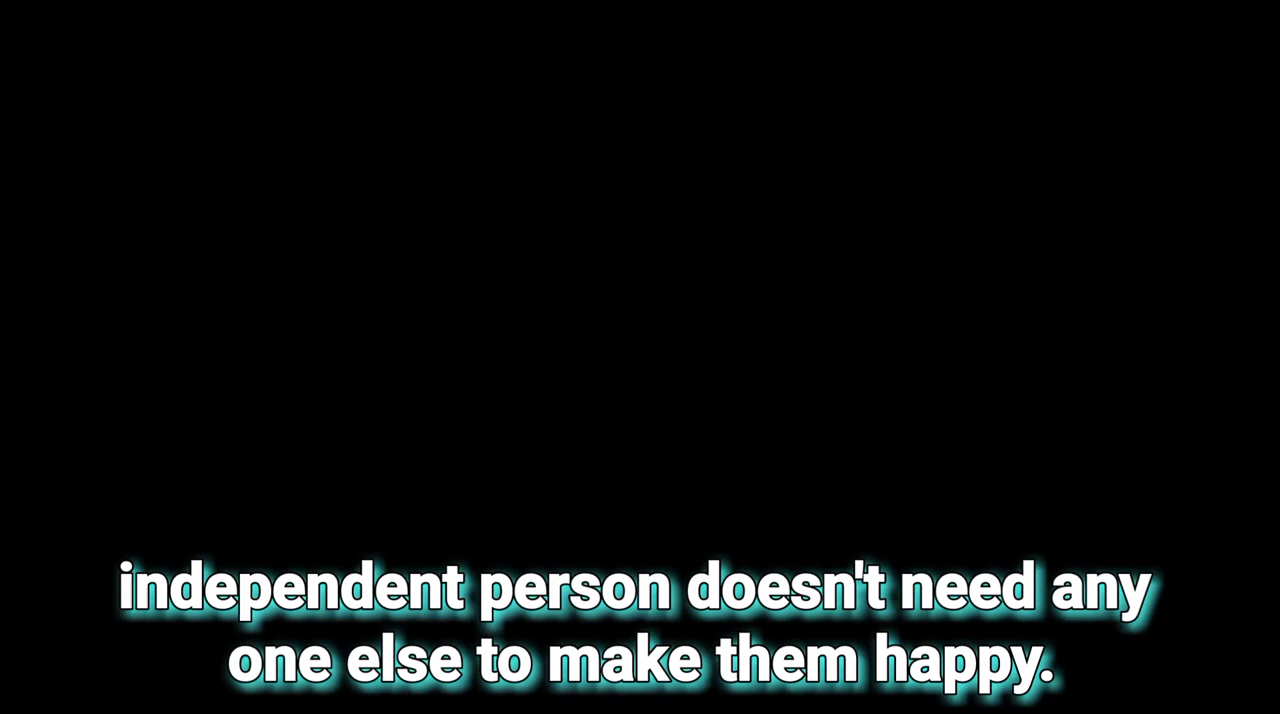 independent person doesn't need any
one else to make them happy.